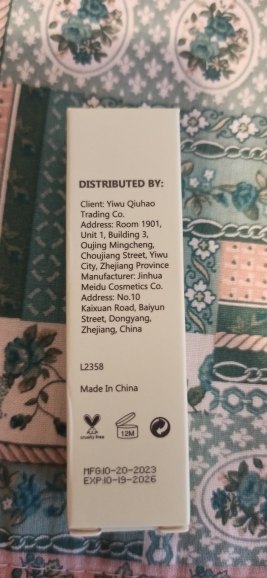 DISTRIBUTED BY:
Client: Yiwu Qiuhao
Trading Co.
Address: Room 1901,
Unit 1, Building 3,
Oujing Mingcheng,
Choujiang Street, Yiwu
City, Zhejiang Province
Manufacturer: Jinhua
Meidu Cosmetics Co.
Address: No.10
Kaixuan Road, Baiyun
Street, Dongyang,
Zhejiang, China
L2358
Made In China
cruelty free
12M
MFG:10-20-2023
EXP:10-19-2026